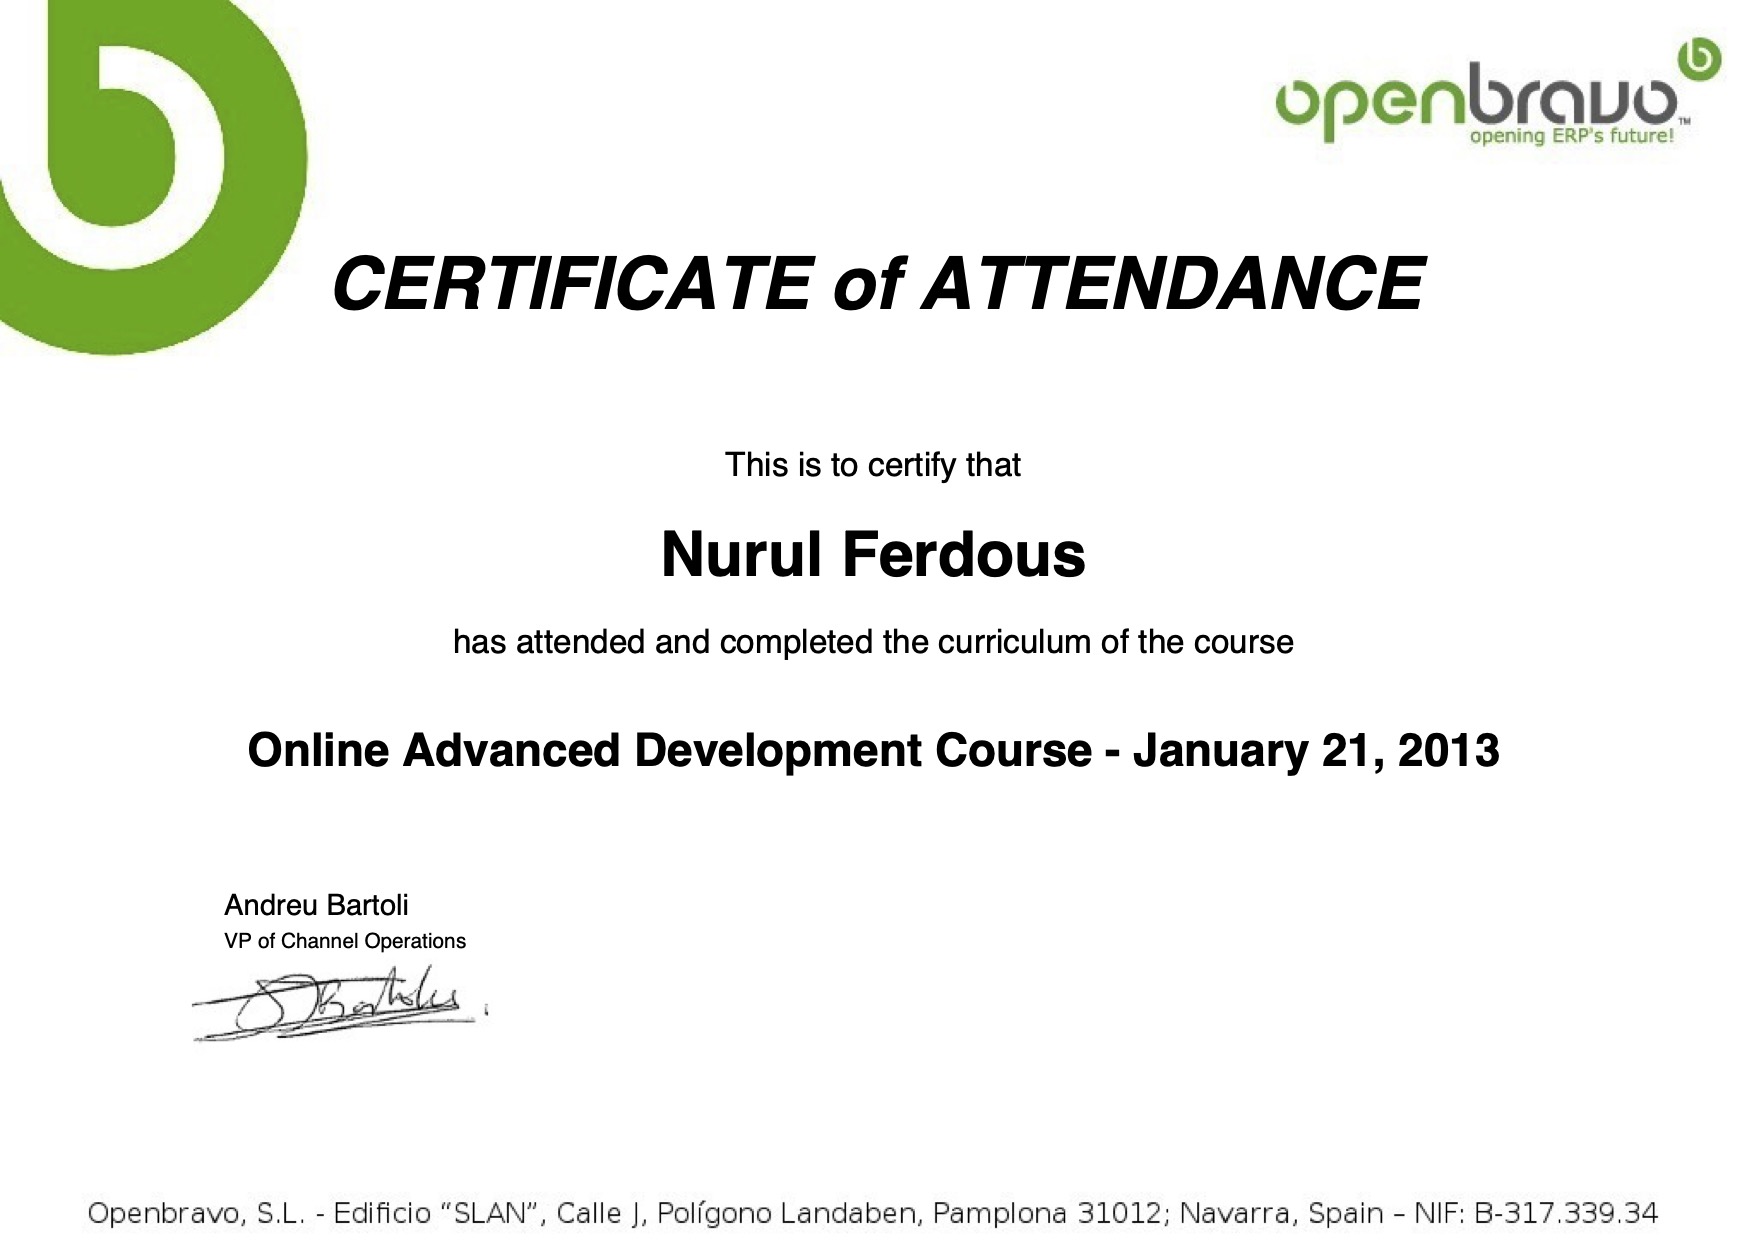 openbravo™
opening ERP's future!
CERTIFICATE of ATTENDANCE
This is to certify that
Nurul Ferdous
has attended and completed the curriculum of the course
Online Advanced Development Course - January 21, 2013
Andreu Bartoli
VP of Channel Operations
Openbravo, S.L. - Edificio “SLAN”, Calle J, Polígono Landaben, Pamplona 31012; Navarra, Spain – NIF: B-317.339.34